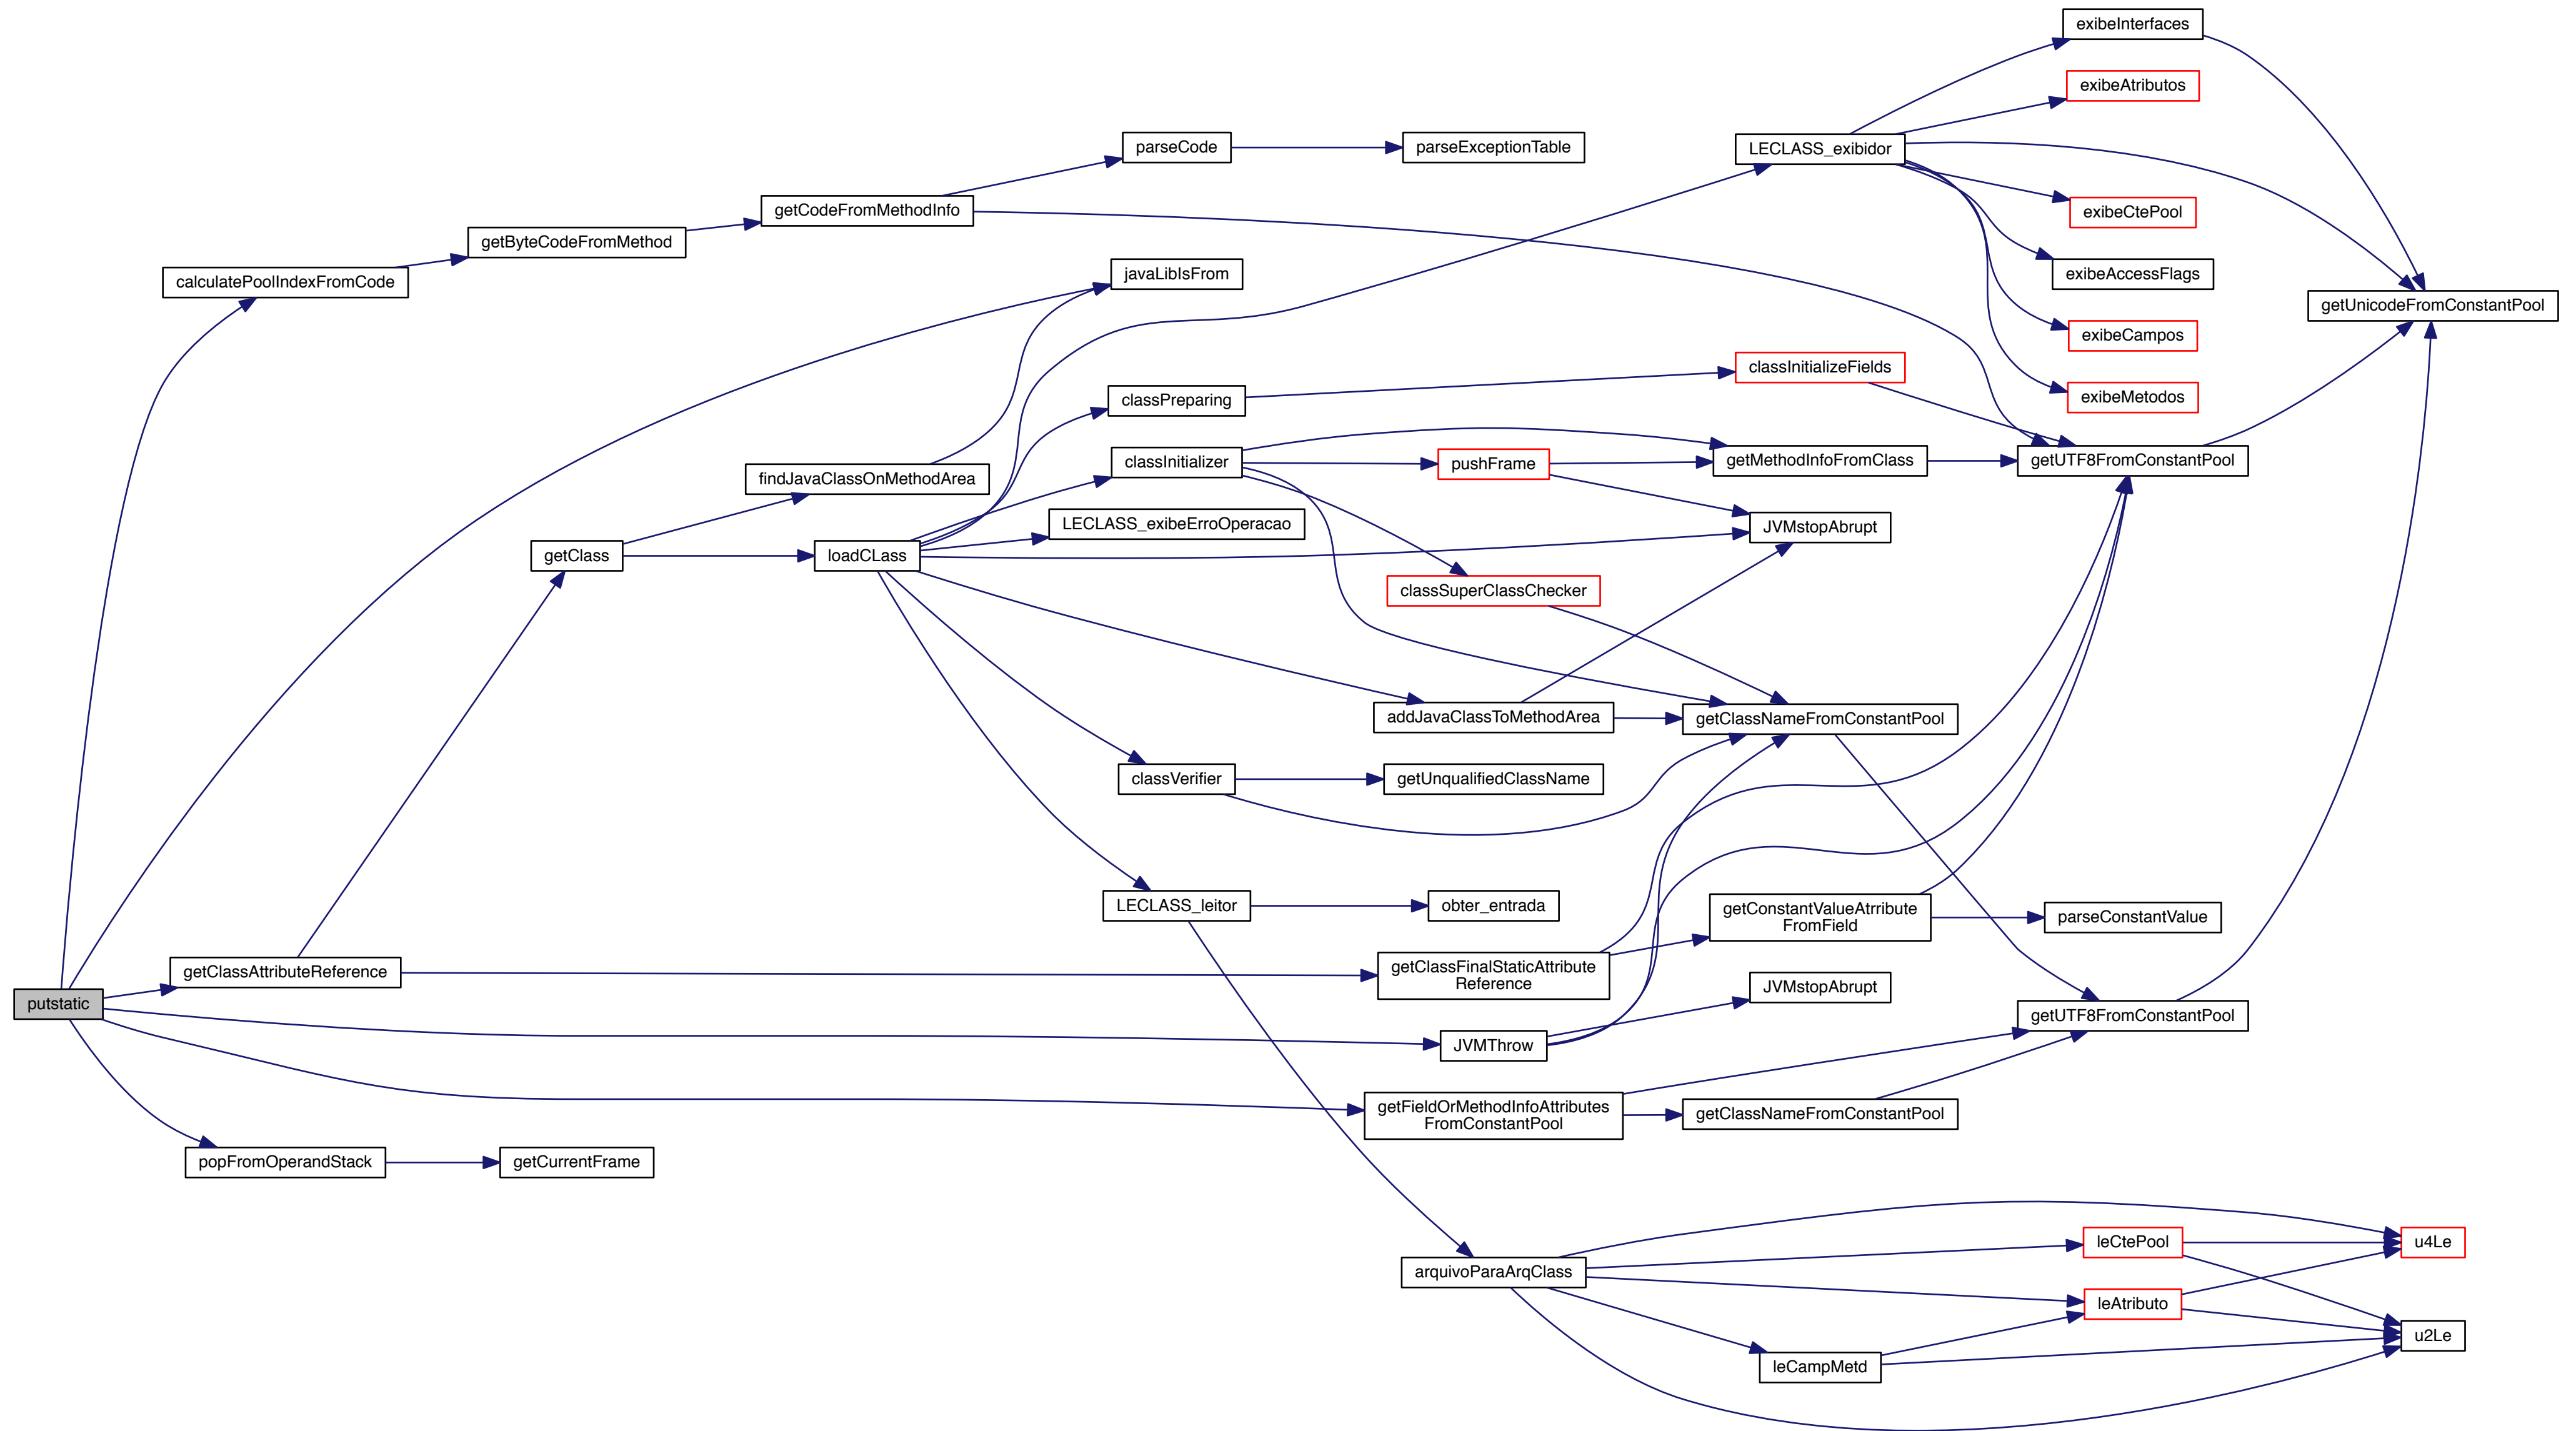 exibeInterfaces
exibeAtributos
parseCode
parseExceptionTable
LECLASS_exibidor
getCodeFromMethodInfo
exibeCtePool
getByteCodeFromMethod
calculatePoolIndexFromCode
javaLibIsFrom
exibeAccessFlags
getUnicodeFromConstantPool
exibeCampos
classInitializeFields
classPreparing
exibeMetodos
classInitializer
pushFrame
getMethodInfoFromClass
getUTF8FromConstantPool
findJavaClassOnMethodArea
LECLASS_exibeErroOperacao
JVMstopAbrupt
getClass
loadCLass
classSuperClassChecker
addJavaClassToMethodArea
getClassNameFromConstantPool
classVerifier
getUnqualifiedClassName
LECLASS_leitor
obter_entrada
getConstantValueAtrribute
FromField
parseConstantValue
getClassAttributeReference
getClassFinalStaticAttribute
Reference
JVMstopAbrupt
putstatic
getUTF8FromConstantPool
JVMThrow
getFieldOrMethodInfoAttributes
FromConstantPool
getClassNameFromConstantPool
popFromOperandStack
getCurrentFrame
leCtePool
u4Le
arquivoParaArqClass
leAtributo
u2Le
leCampMetd